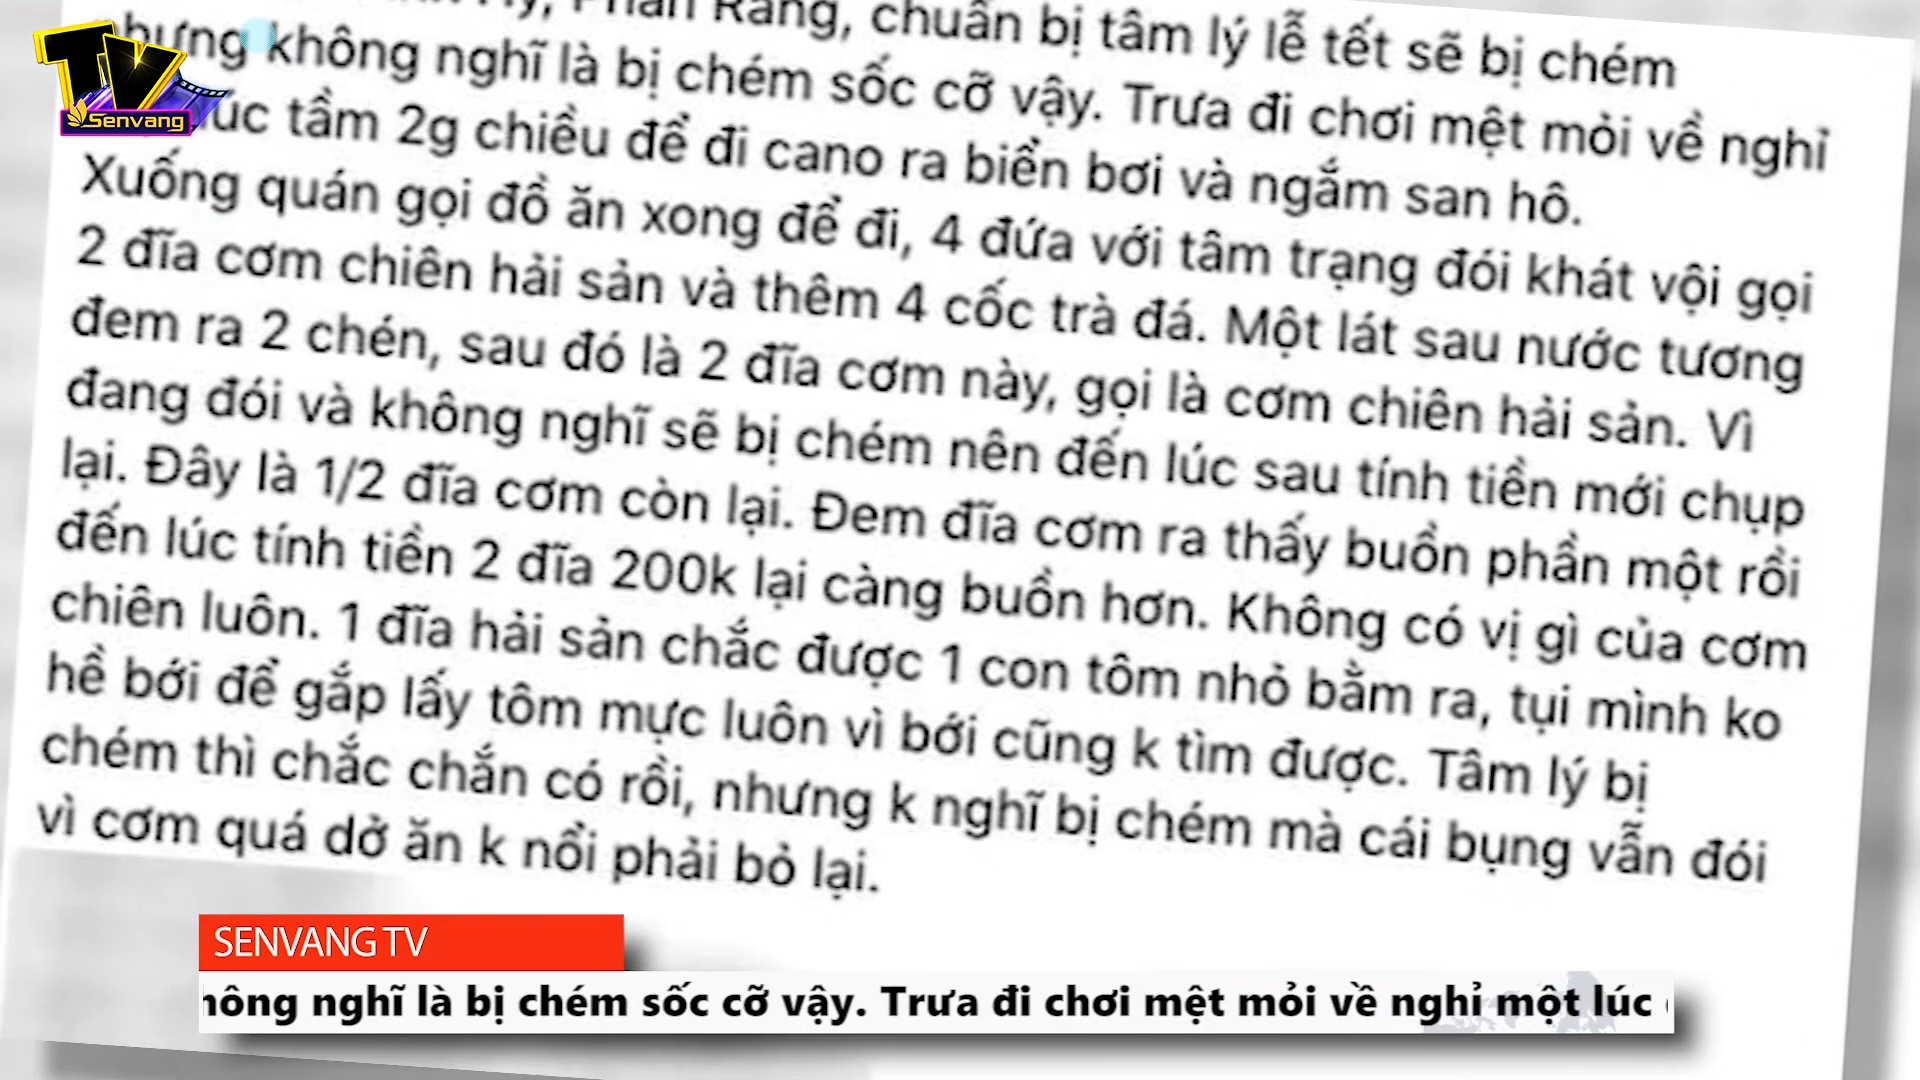 Phan Rang, chuẩn bị tâm lý lễ tết sẽ bị chém
nhưng không nghĩ là bị chém sốc cỡ vậy. Trưa đi chơi mệt mỏi về nghỉ
lúc tầm 2g chiều để đi cano ra biển bơi và ngắm san hô.
Xuống quán gọi đồ ăn xong để đi, 4 đứa với tâm trạng đói khát vội gọi
2 đĩa cơm chiên hải sản và thêm 4 cốc trà đá. Một lát sau nước tương
đem ra 2 chén, sau đó là 2 đĩa cơm này, gọi là cơm chiên hải sản. Vì
đang đói và không nghĩ sẽ bị chém nên đến lúc sau tính tiền mới chụp
lại. Đây là 1/2 đĩa cơm còn lại. Đem đĩa cơm ra thấy buồn phần một rồi
đến lúc tính tiền 2 đĩa 200k lại càng buồn hơn. Không có vị gì của cơm
chiên luôn. 1 đĩa hải sản chắc được 1 con tôm nhỏ bằm ra, tụi mình ko
hề bới để gắp lấy tôm mực luôn vì bới cũng k tìm được. Tâm lý bị
chém thì chắc chắn có rồi, nhưng k nghĩ bị chém mà cái bụng vẫn đói
vì cơm quá dở ăn k nổi phải bỏ lại.
TV
Senvang
SENVANG TV
nghĩ là bị chém sốc cỡ vậy. Trưa đi chơi mệt mỏi về nghỉ một lúc